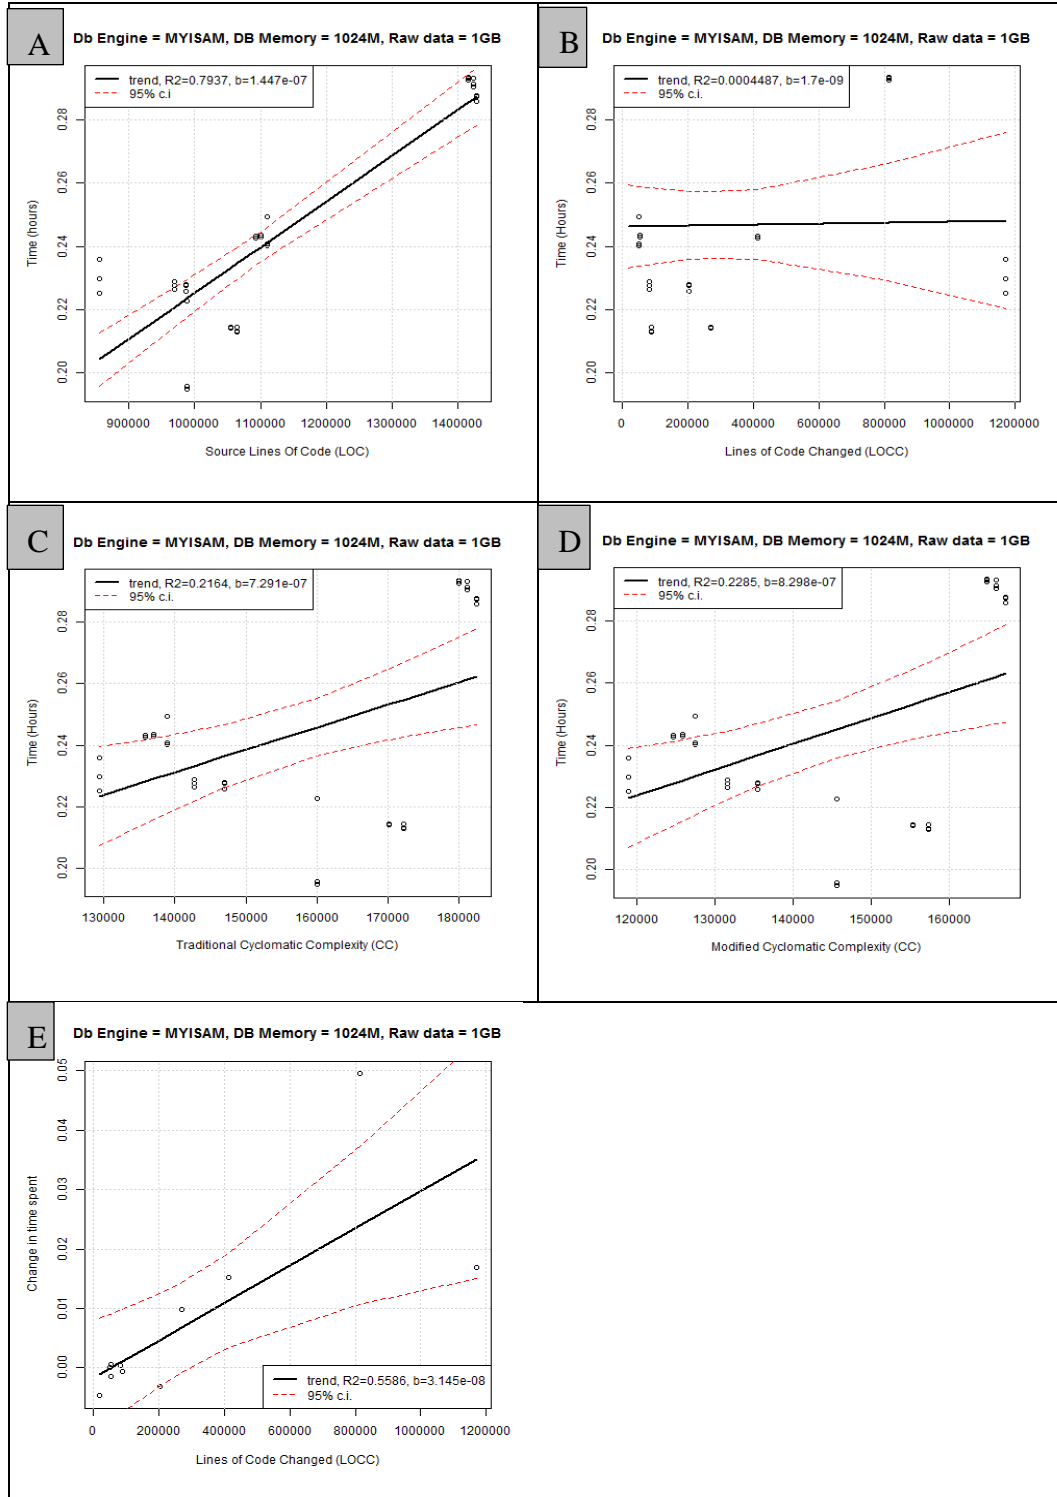 A
Db Engine = MYISAM, DB Memory = 1024M, Raw data = 1GB
trend, R2=0.7937, b=1.447e-07
95% c.i
Time (hours)
0.28
0.26
0.24
0.22
0.20
900000 1000000 1100000 1200000 1300000 1400000
Source Lines Of Code (LOC)
B
Db Engine = MYISAM, DB Memory = 1024M, Raw data = 1GB
trend, R2=0.0004487, b=1.7e-09
95% c.i.
Time (Hours)
0.28
0.26
0.24
0.22
0.20
0 200000 400000 600000 800000 1000000 1200000
Lines of Code Changed (LOCC)
C
Db Engine = MYISAM, DB Memory = 1024M, Raw data = 1GB
trend, R2=0.2164, b=7.291e-07
95% c.i.
Time (Hours)
0.28
0.26
0.24
0.22
0.20
130000 140000 150000 160000 170000 180000
Traditional Cyclomatic Complexity (CC)
D
Db Engine = MYISAM, DB Memory = 1024M, Raw data = 1GB
trend, R2=0.2285, b=8.298e-07
95% c.i.
Time (Hours)
0.28
0.26
0.24
0.22
0.20
120000 130000 140000 150000 160000
Modified Cyclomatic Complexity (CC)
E
Db Engine = MYISAM, DB Memory = 1024M, Raw data = 1GB
Change in time spent
0.05
0.04
0.03
0.02
0.01
0.00
trend, R2=0.5586, b=3.145e-08
95% c.i.
0 200000 400000 600000 800000 1000000 1200000
Lines of Code Changed (LOCC)